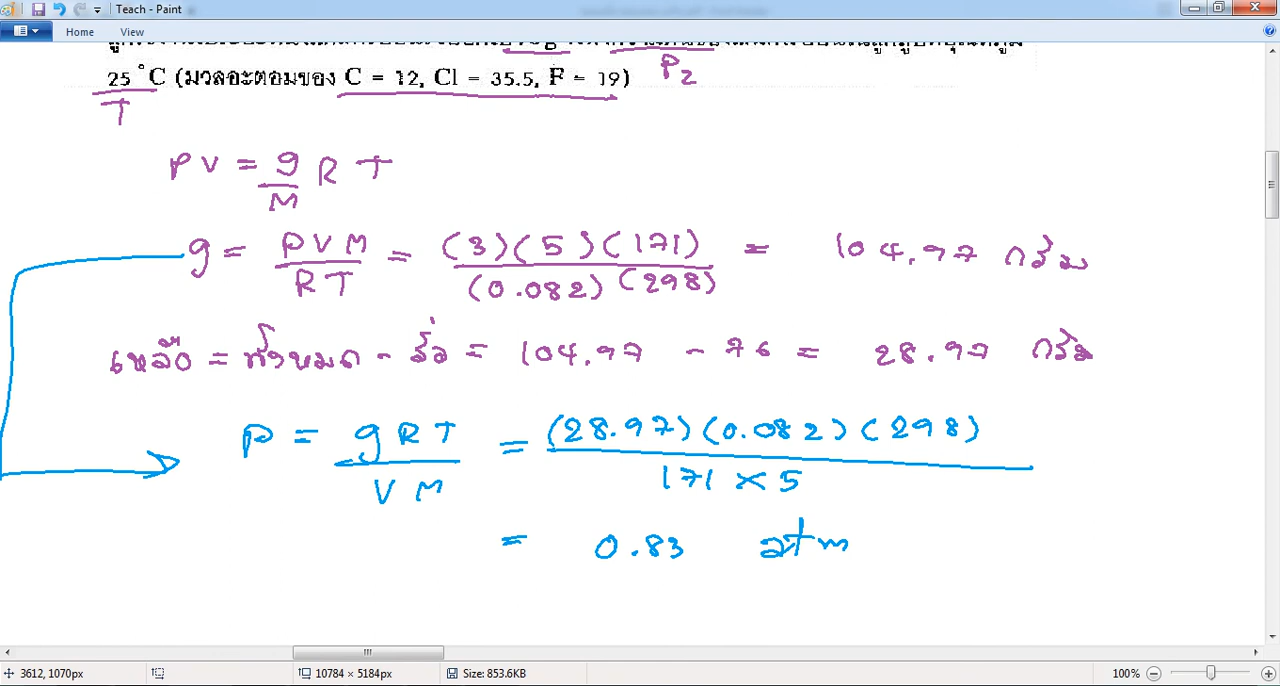 Teach - Paint
Home View
P₂
25 °C (มวลอะตอมของ C = 12, Cl = 35.5, F = 19)
T
PV = g/M R T
g = PVM/RT = (3)(5)(171)/(0.082)(298) = 104.97 กรัม
เหลือ = ทั้งหมด - รั่ว = 104.97 - 76 = 28.97 กรัม
P = gRT/VM = (28.97)(0.082)(298)/171 × 5
= 0.83 atm
3612, 1070px 10784 × 5184px Size: 853.6KB 100%